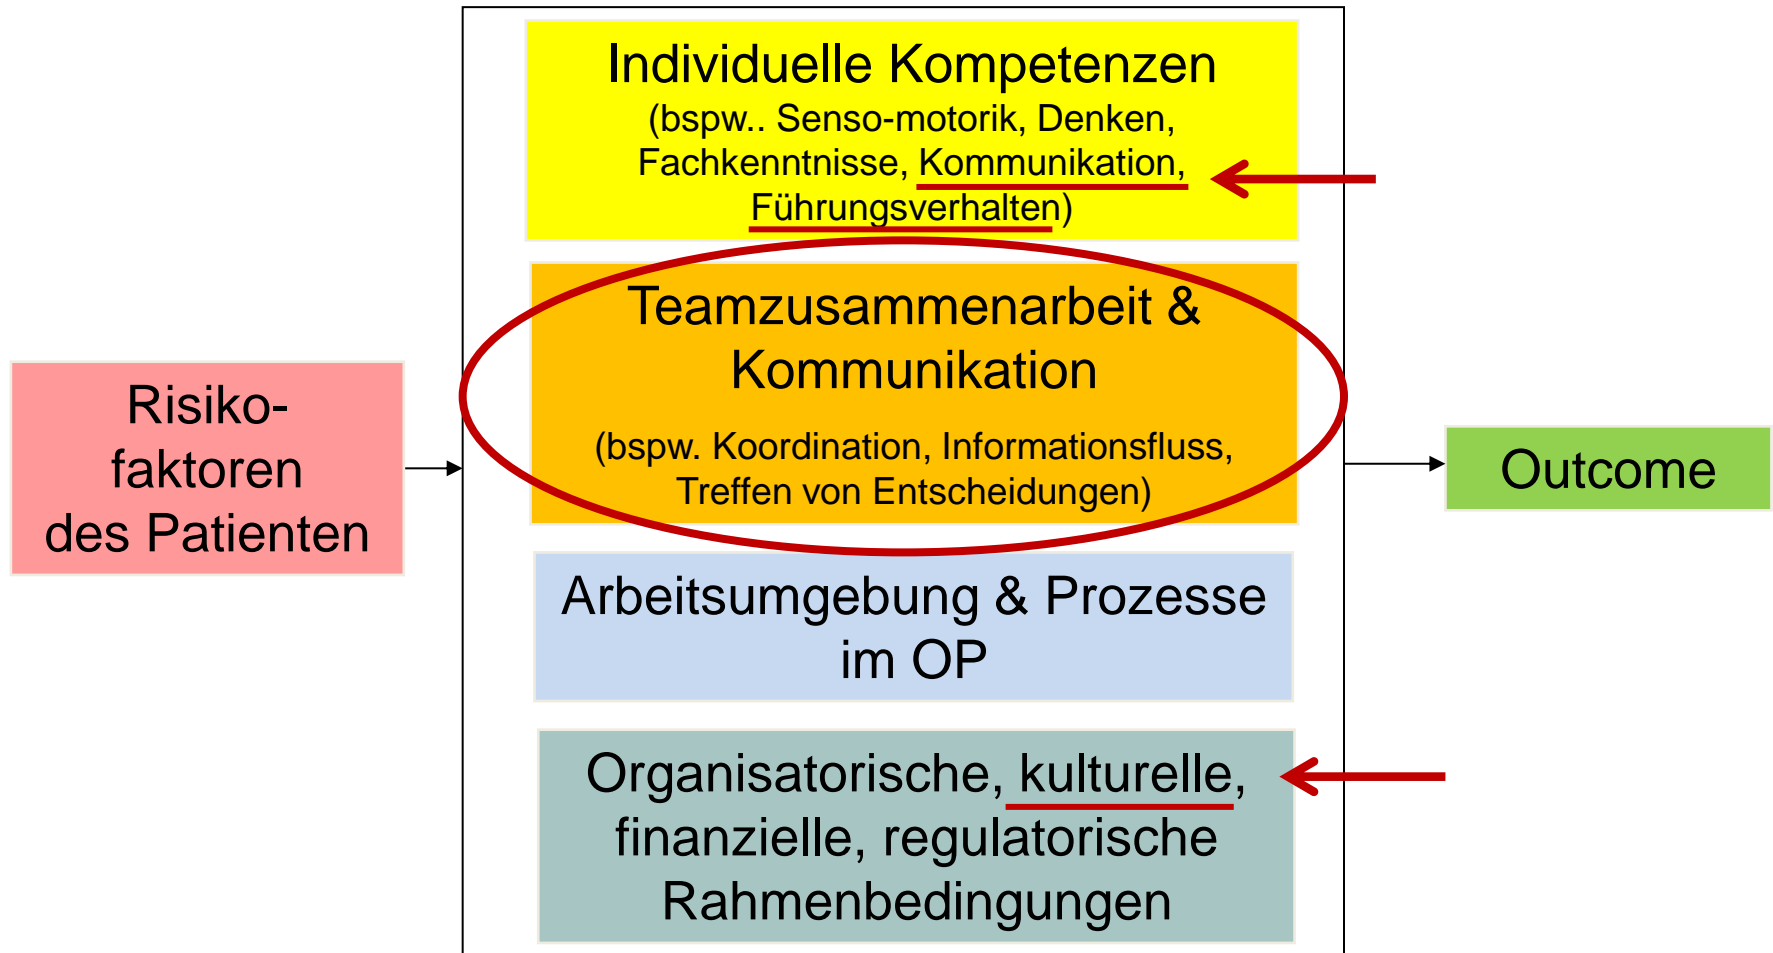 Individuelle Kompetenzen
(bspw.. Senso-motorik, Denken,
Fachkenntnisse, Kommunikation,
Führungsverhalten)
Teamzusammenarbeit &
Kommunikation
(bspw. Koordination, Informationsfluss,
Treffen von Entscheidungen)
Risiko-
faktoren
des Patienten
Outcome
Arbeitsumgebung & Prozesse
im OP
Organisatorische, kulturelle,
finanzielle, regulatorische
Rahmenbedingungen